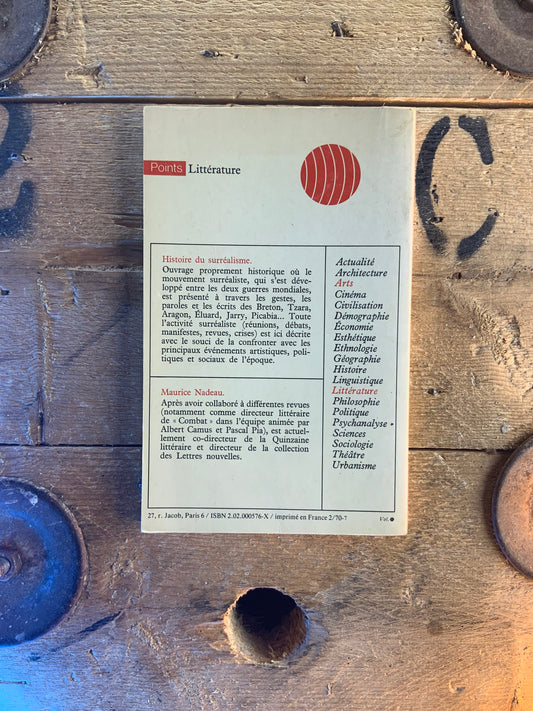 Points Littérature
Histoire du surréalisme.
Ouvrage proprement historique où le
mouvement surréaliste, qui s'est déve-
loppé entre les deux guerres mondiales,
est présenté à travers les gestes, les
paroles et les écrits des Breton, Tzara,
Aragon, Éluard, Jarry, Picabia... Toute
l'activité surréaliste (réunions, débats,
manifestes, revues, crises) est ici décrite
avec le souci de la confronter avec les
principaux événements artistiques, poli-
tiques et sociaux de l'époque.
Maurice Nadeau.
Après avoir collaboré à différentes revues
(notamment comme directeur littéraire
de « Combat » dans l'équipe animée par
Albert Camus et Pascal Pia), est actuel-
lement co-directeur de la Quinzaine
littéraire et directeur de la collection
des Lettres nouvelles.
Actualité
Architecture
Arts
Cinéma
Civilisation
Démographie
Économie
Esthétique
Ethnologie
Géographie
Histoire
Linguistique
Littérature
Philosophie
Politique
Psychanalyse
Sciences
Sociologie
Théâtre
Urbanisme
27, r. Jacob, Paris 6 / ISBN 2.02.000576-X / imprimé en France 2/70-7
Vol.
C